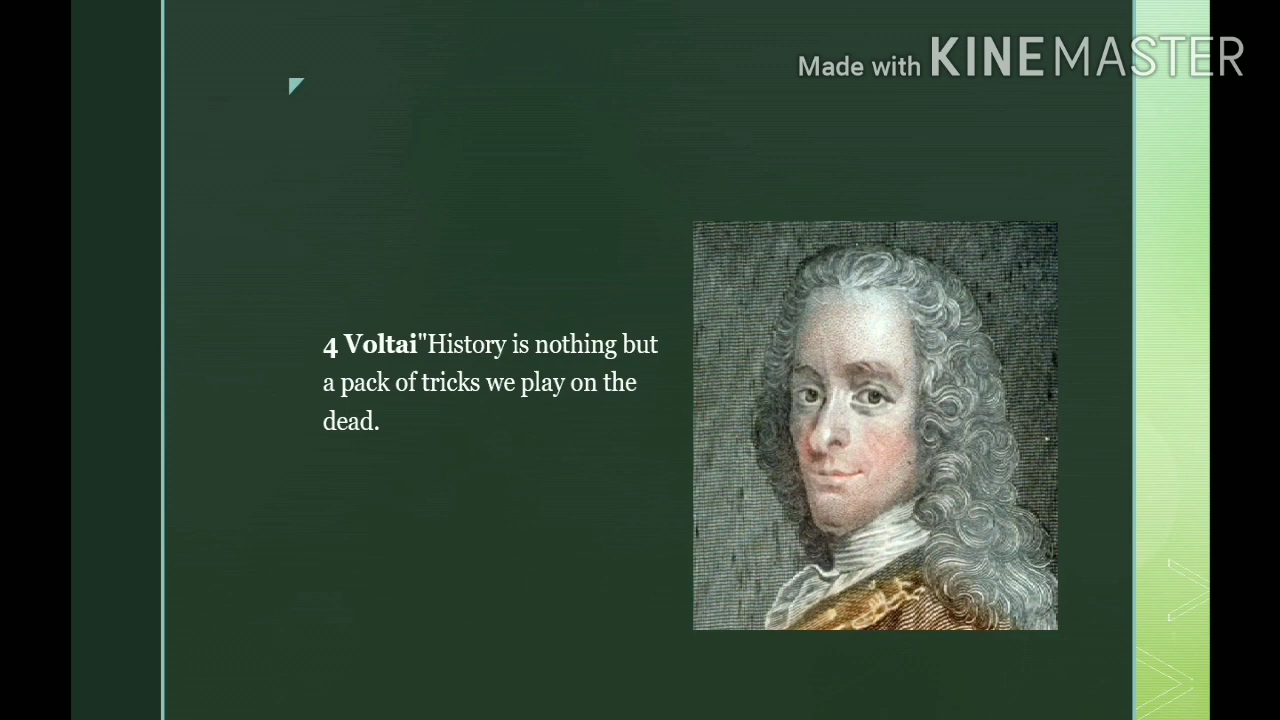 Made with KINEMASTER
4 Voltai"History is nothing but
a pack of tricks we play on the
dead.